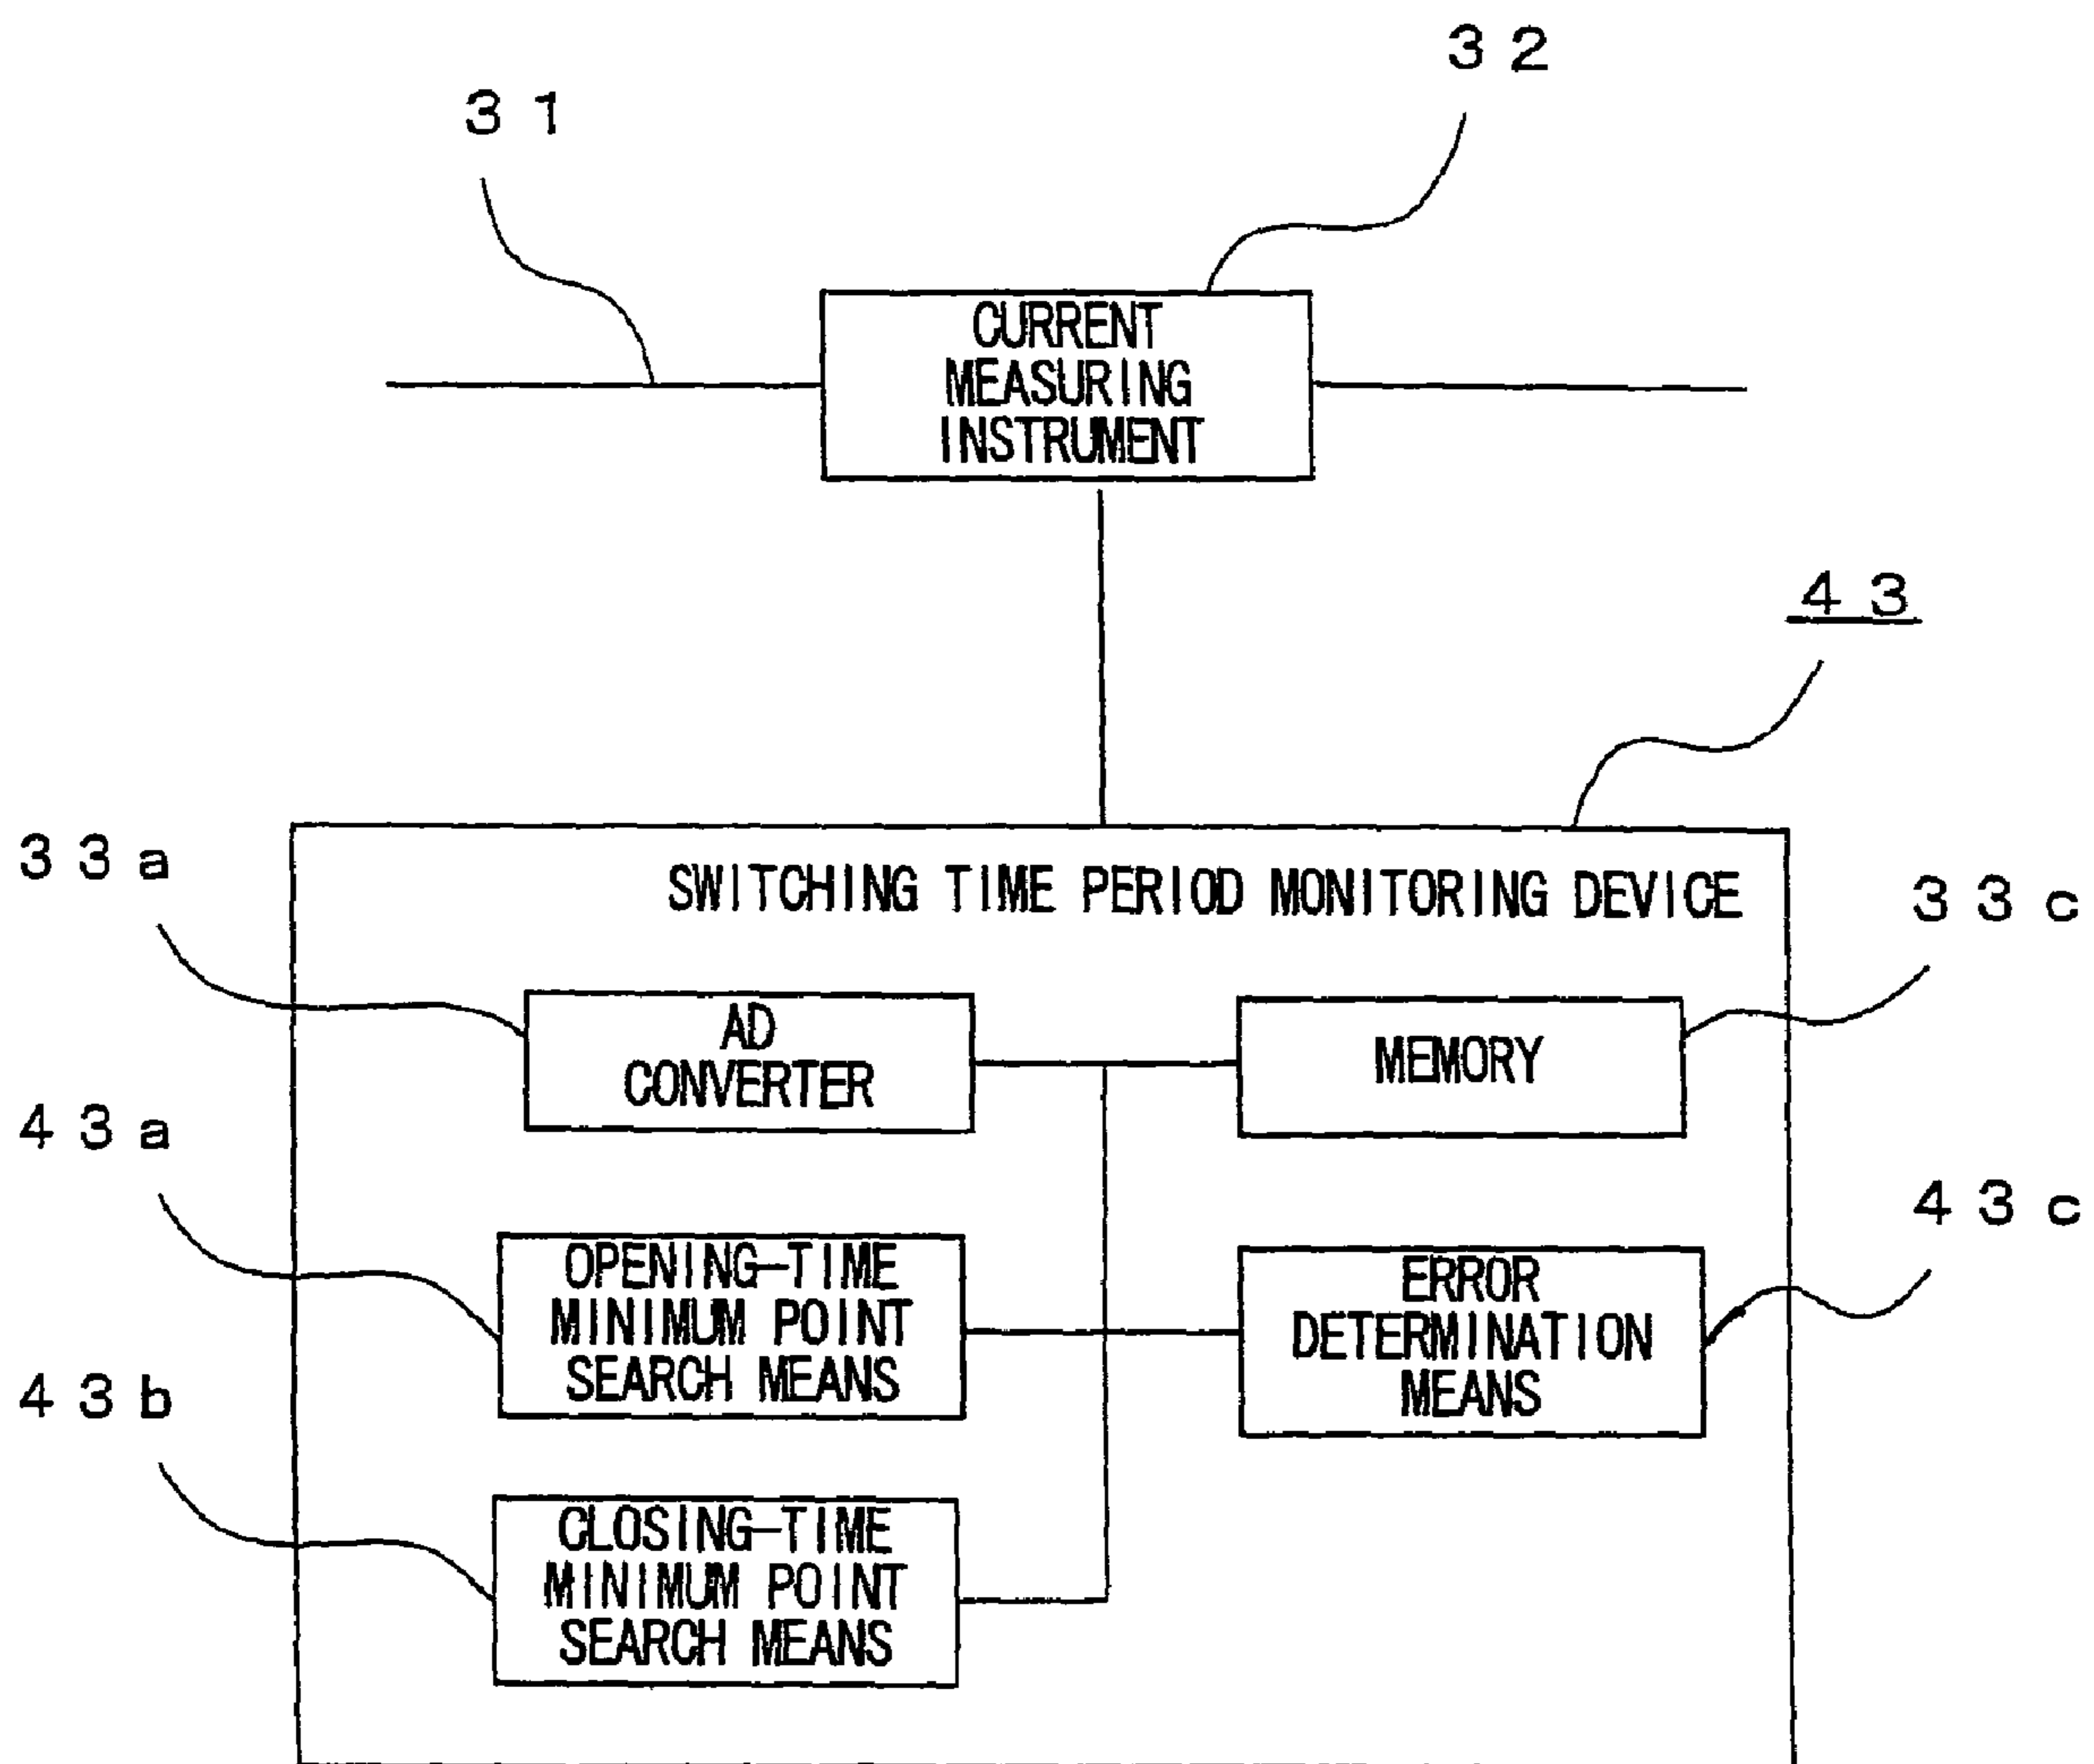 32
31
CURRENT
MEASURING
INSTRUMENT
43
33a
SWITCHING TIME PERIOD MONITORING DEVICE
33c
AD
CONVERTER
MEMORY
43a
43c
OPENING-TIME
MINIMUM POINT
SEARCH MEANS
ERROR
DETERMINATION
MEANS
43b
CLOSING-TIME
MINIMUM POINT
SEARCH MEANS